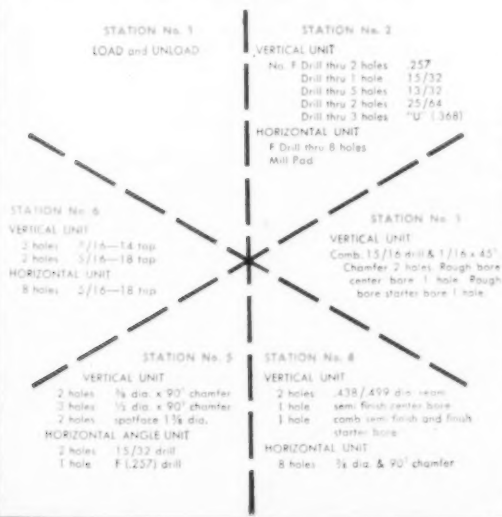 STATION No. 1
LOAD and UNLOAD
STATION No. 2
VERTICAL UNIT
No. F Drill thru 2 holes .257
Drill thru 1 hole 15/32
Drill thru 5 holes 13/32
Drill thru 2 holes 25/64
Drill thru 3 holes "U" (.368)
HORIZONTAL UNIT
F Drill thru 8 holes
Mill Pad
STATION No. 3
VERTICAL UNIT
Comb. 15/16 drill & 1/16 x 45°
Chamfer 2 holes Rough bore
center bore 1 hole Rough
bore starter bore 1 hole
STATION No. 4
VERTICAL UNIT
2 holes .438/.499 dia. ream
1 hole semi finish center bore
1 hole comb semi finish and finish
starter bore
HORIZONTAL UNIT
8 holes dia. & 90° chamfer
STATION No. 5
VERTICAL UNIT
2 holes dia. x 90° chamfer
3 holes ½ dia. x 90° chamfer
2 holes spotface dia.
HORIZONTAL ANGLE UNIT
2 holes 15/32 drill
1 hole F (.257) drill
STATION No. 6
VERTICAL UNIT
3 holes 7/16—14 tap
2 holes 5/16—18 tap
HORIZONTAL UNIT
8 holes 5/16—18 tap